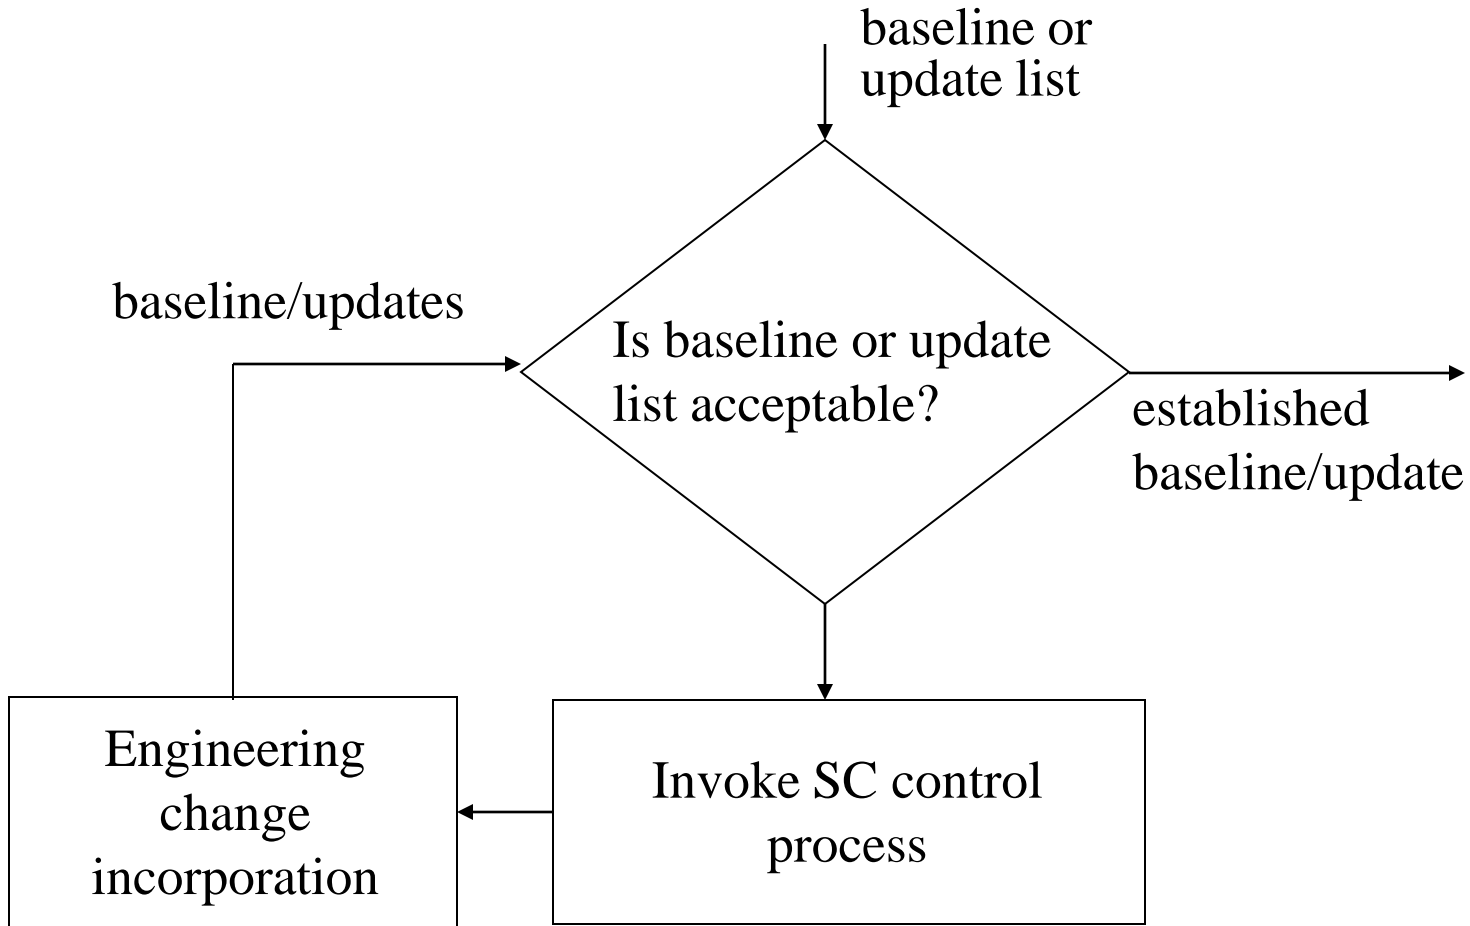 baseline or
update list
baseline/updates
Is baseline or update
list acceptable?
established
baseline/update
Engineering
change
incorporation
Invoke SC control
process